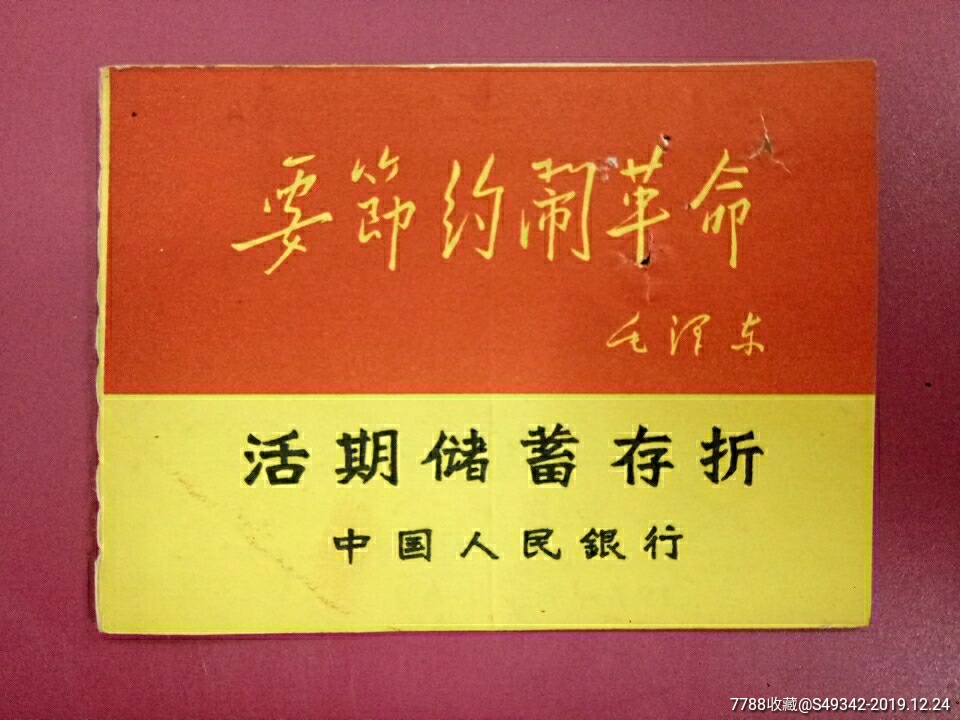 要節约闹革命
毛泽东
活期储蓄存折
中国人民銀行
7788收藏@S49342-2019.12.24